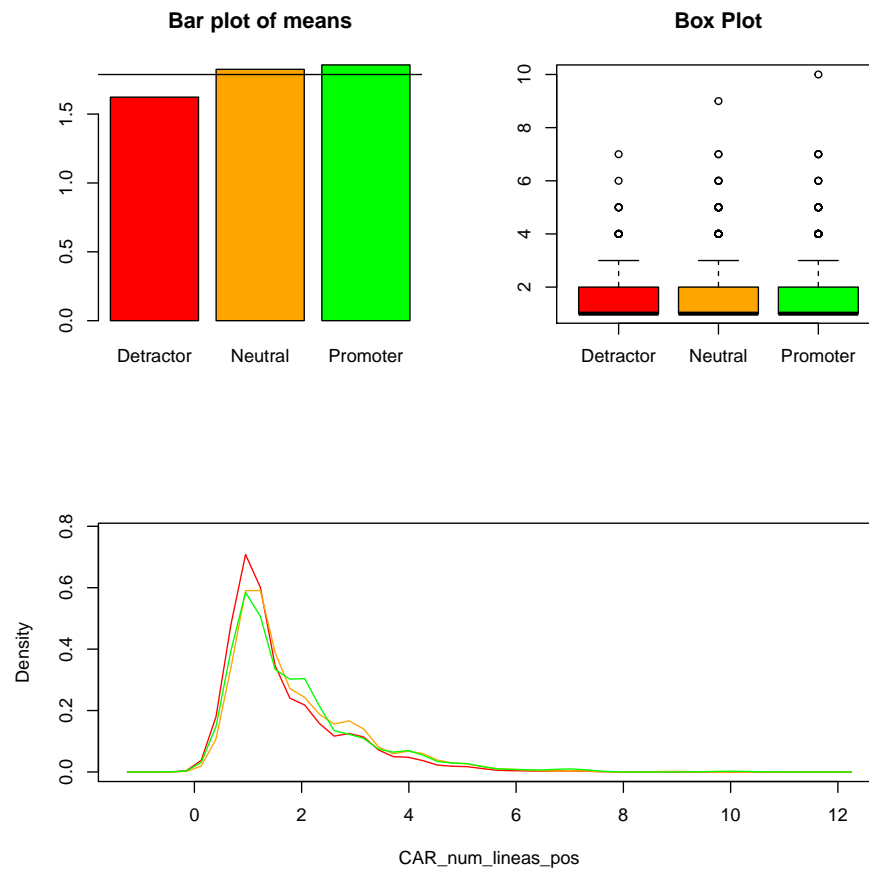 Bar plot of means
0.0 0.5 1.0 1.5
Detractor Neutral Promoter
Box Plot
2 4 6 8 10
Detractor Neutral Promoter
Density
0.0 0.2 0.4 0.6 0.8
0 2 4 6 8 10 12
CAR_num_lineas_pos